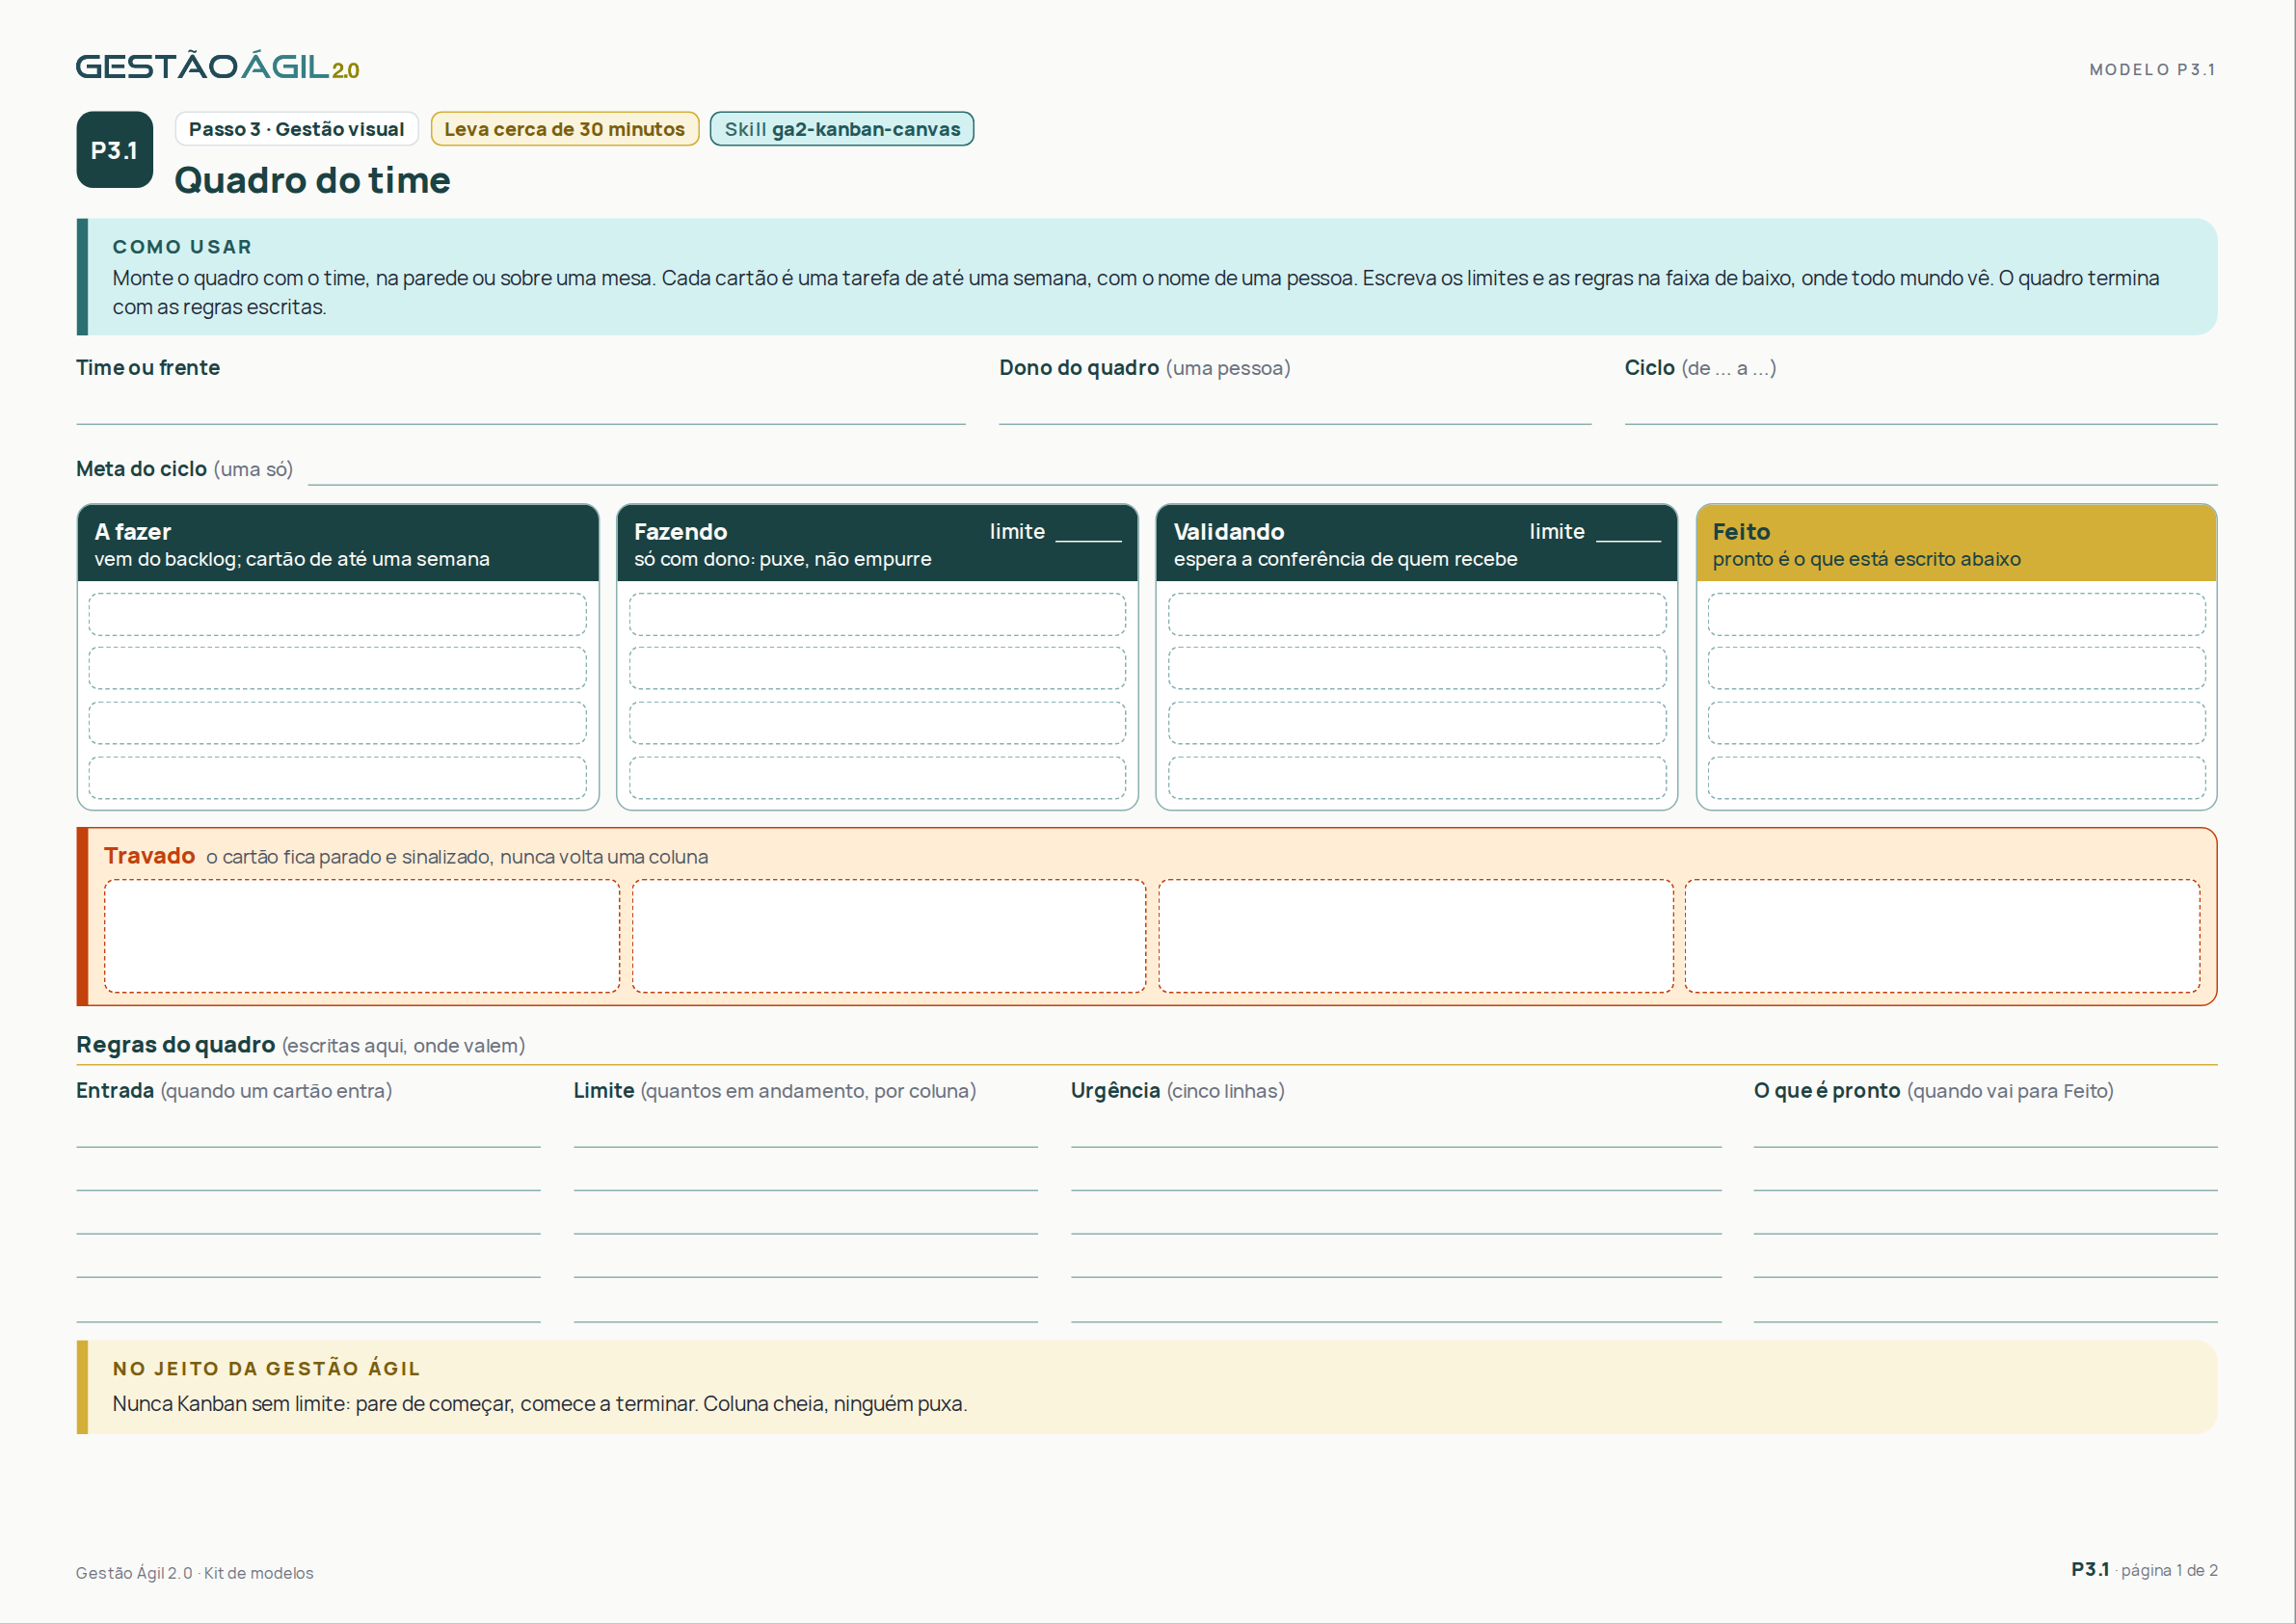 GESTÃO ÁGIL 2.0
MODELO P3.1
P3.1
Passo 3 · Gestão visual
Leva cerca de 30 minutos
Skill ga2-kanban-canvas
Quadro do time
COMO USAR
Monte o quadro com o time, na parede ou sobre uma mesa. Cada cartão é uma tarefa de até uma semana, com o nome de uma pessoa. Escreva os limites e as regras na faixa de baixo, onde todo mundo vê. O quadro termina
com as regras escritas.
Time ou frente
Dono do quadro (uma pessoa)
Ciclo (de ... a ...)
Meta do ciclo (uma só)
A fazer
vem do backlog; cartão de até uma semana
Fazendo limite
só com dono: puxe, não empurre
Validando limite
espera a conferência de quem recebe
Feito
pronto é o que está escrito abaixo
Travado o cartão fica parado e sinalizado, nunca volta uma coluna
Regras do quadro (escritas aqui, onde valem)
Entrada (quando um cartão entra)
Limite (quantos em andamento, por coluna)
Urgência (cinco linhas)
O que é pronto (quando vai para Feito)
NO JEITO DA GESTÃO ÁGIL
Nunca Kanban sem limite: pare de começar, comece a terminar. Coluna cheia, ninguém puxa.
Gestão Ágil 2.0 · Kit de modelos
P3.1 · página 1 de 2